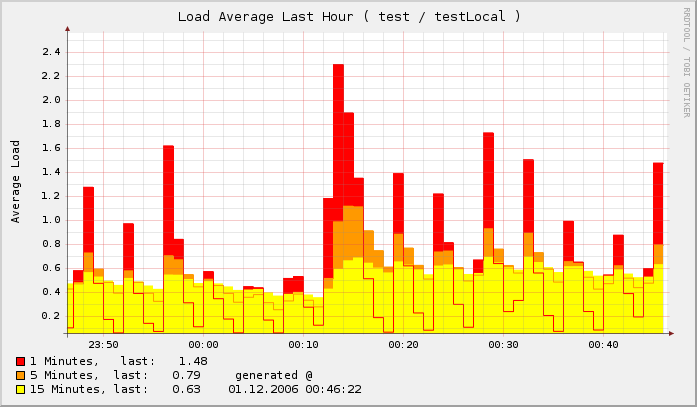 Load Average Last Hour ( test / testLocal )
RRDTOOL / TOBI OETIKER
Average Load
2.4
2.2
2.0
1.8
1.6
1.4
1.2
1.0
0.8
0.6
0.4
0.2
23:50 00:00 00:10 00:20 00:30 00:40
1 Minutes, last: 1.48
5 Minutes, last: 0.79 generated @
15 Minutes, last: 0.63 01.12.2006 00:46:22